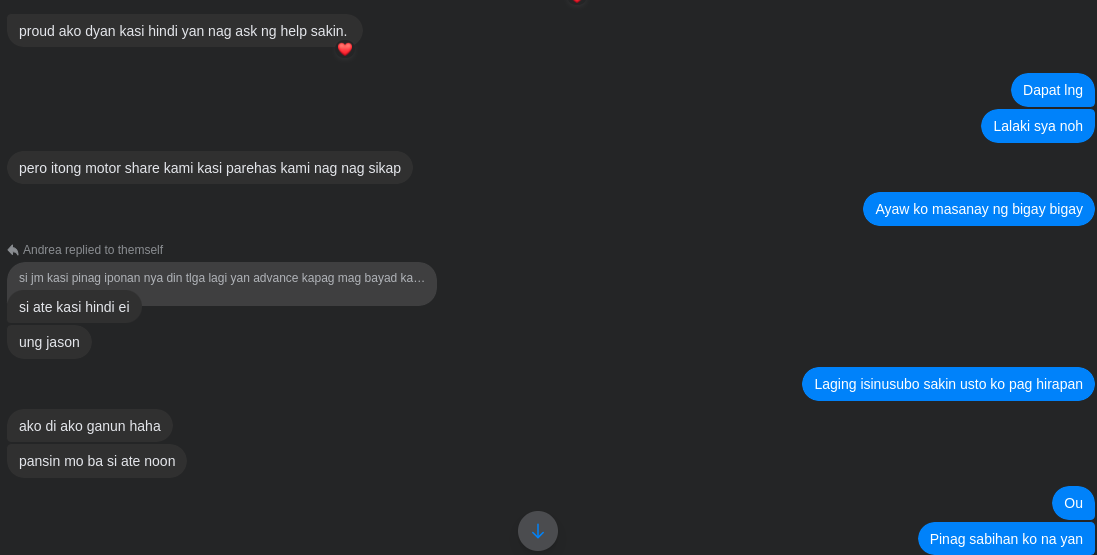 proud ako dyan kasi hindi yan nag ask ng help sakin.
Dapat lng
Lalaki sya noh
pero itong motor share kami kasi parehas kami nag nag sikap
Ayaw ko masanay ng bigay bigay
Andrea replied to themself
si jm kasi pinag iponan nya din tlga lagi yan advance kapag mag bayad ka…
si ate kasi hindi ei
ung jason
Laging isinusubo sakin usto ko pag hirapan
ako di ako ganun haha
pansin mo ba si ate noon
Ou
Pinag sabihan ko na yan